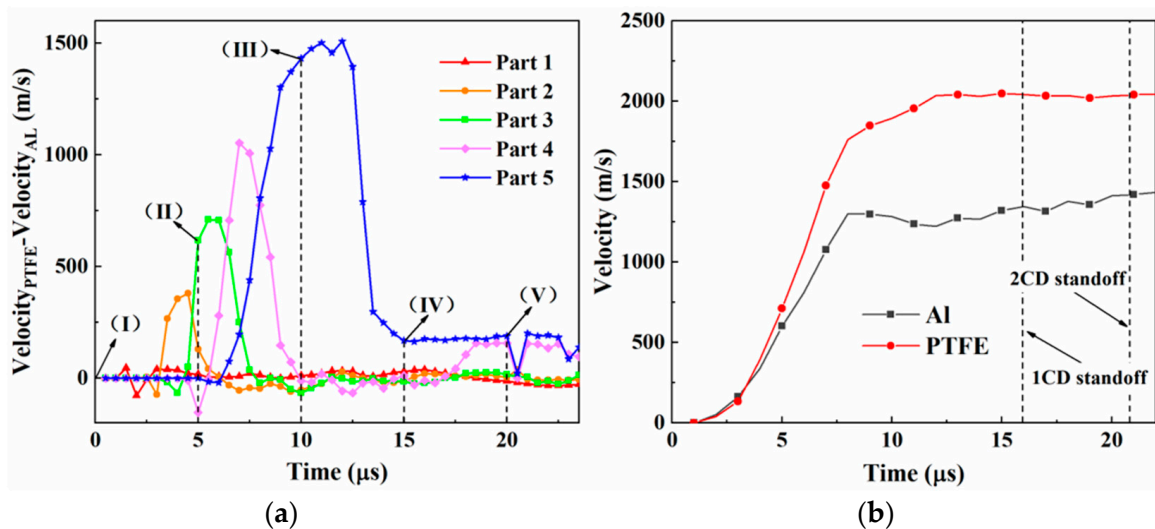 Velocity_PTFE-Velocity_AL (m/s)
1500
1000
500
0
(I)
(II)
(III)
(IV)
(V)
Part 1
Part 2
Part 3
Part 4
Part 5
0 5 10 15 20
Time (μs)
(a)
Velocity (m/s)
2500
2000
1500
1000
500
0
2CD standoff
1CD standoff
Al
PTFE
0 5 10 15 20
Time (μs)
(b)